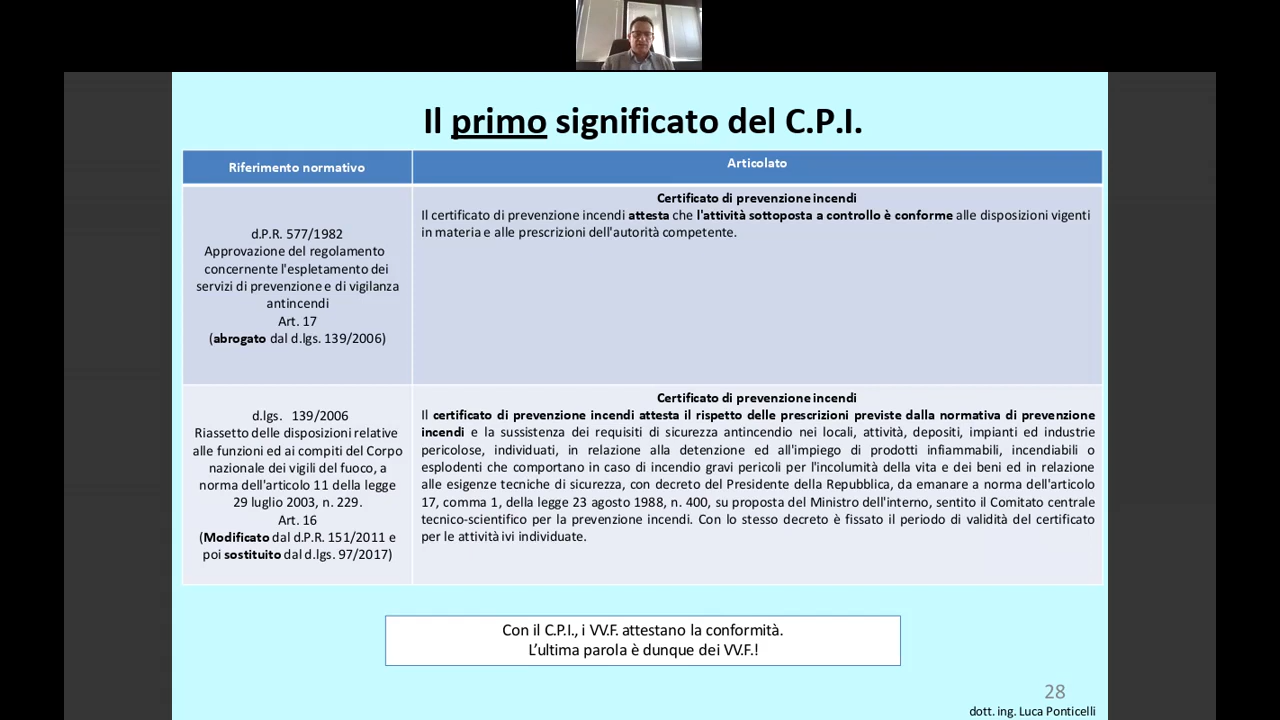 Il primo significato del C.P.I.
Riferimento normativo
Articolato
d.P.R. 577/1982
Approvazione del regolamento
concernente l'espletamento dei
servizi di prevenzione e di vigilanza
antincendi
Art. 17
(abrogato dal d.lgs. 139/2006)
Certificato di prevenzione incendi
Il certificato di prevenzione incendi attesta che l'attività sottoposta a controllo è conforme alle disposizioni vigenti
in materia e alle prescrizioni dell'autorità competente.
d.lgs. 139/2006
Riassetto delle disposizioni relative
alle funzioni ed ai compiti del Corpo
nazionale dei vigili del fuoco, a
norma dell'articolo 11 della legge
29 luglio 2003, n. 229.
Art. 16
(Modificato dal d.P.R. 151/2011 e
poi sostituito dal d.lgs. 97/2017)
Certificato di prevenzione incendi
Il certificato di prevenzione incendi attesta il rispetto delle prescrizioni previste dalla normativa di prevenzione
incendi e la sussistenza dei requisiti di sicurezza antincendio nei locali, attività, depositi, impianti ed industrie
pericolose, individuati, in relazione alla detenzione ed all'impiego di prodotti infiammabili, incendiabili o
esplodenti che comportano in caso di incendio gravi pericoli per l'incolumità della vita e dei beni ed in relazione
alle esigenze tecniche di sicurezza, con decreto del Presidente della Repubblica, da emanare a norma dell'articolo
17, comma 1, della legge 23 agosto 1988, n. 400, su proposta del Ministro dell'interno, sentito il Comitato centrale
tecnico-scientifico per la prevenzione incendi. Con lo stesso decreto è fissato il periodo di validità del certificato
per le attività ivi individuate.
Con il C.P.I., i VV.F. attestano la conformità.
L'ultima parola è dunque dei VV.F.!
28
dott. ing. Luca Ponticelli